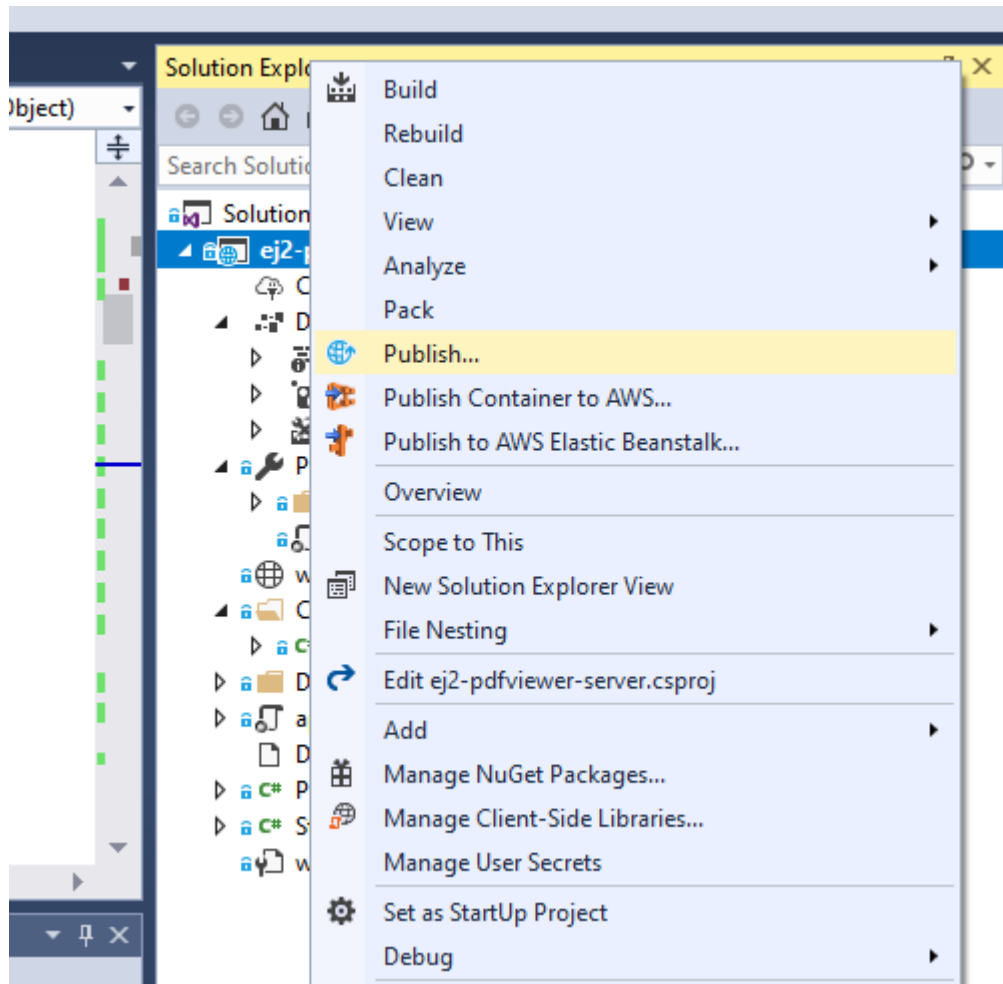 Solution Explo
Object)
Search Solutio
Solution
ej2-p
Build
Rebuild
Clean
View
Analyze
Pack
Publish...
Publish Container to AWS...
Publish to AWS Elastic Beanstalk...
Overview
Scope to This
New Solution Explorer View
File Nesting
Edit ej2-pdfviewer-server.csproj
Add
Manage NuGet Packages...
Manage Client-Side Libraries...
Manage User Secrets
Set as StartUp Project
Debug
C
D
P
w
C
C#
D
a
D
C# P
C# S
w